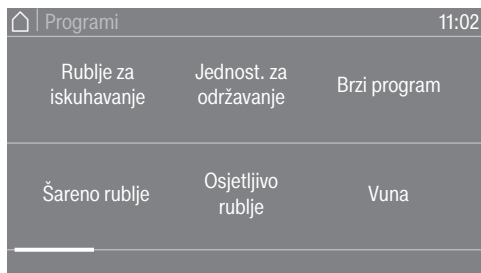 Programi 11:02
Rublje za
iskuhavanje
Jednost. za
održavanje
Brzi program
Šareno rublje
Osjetljivo
rublje
Vuna